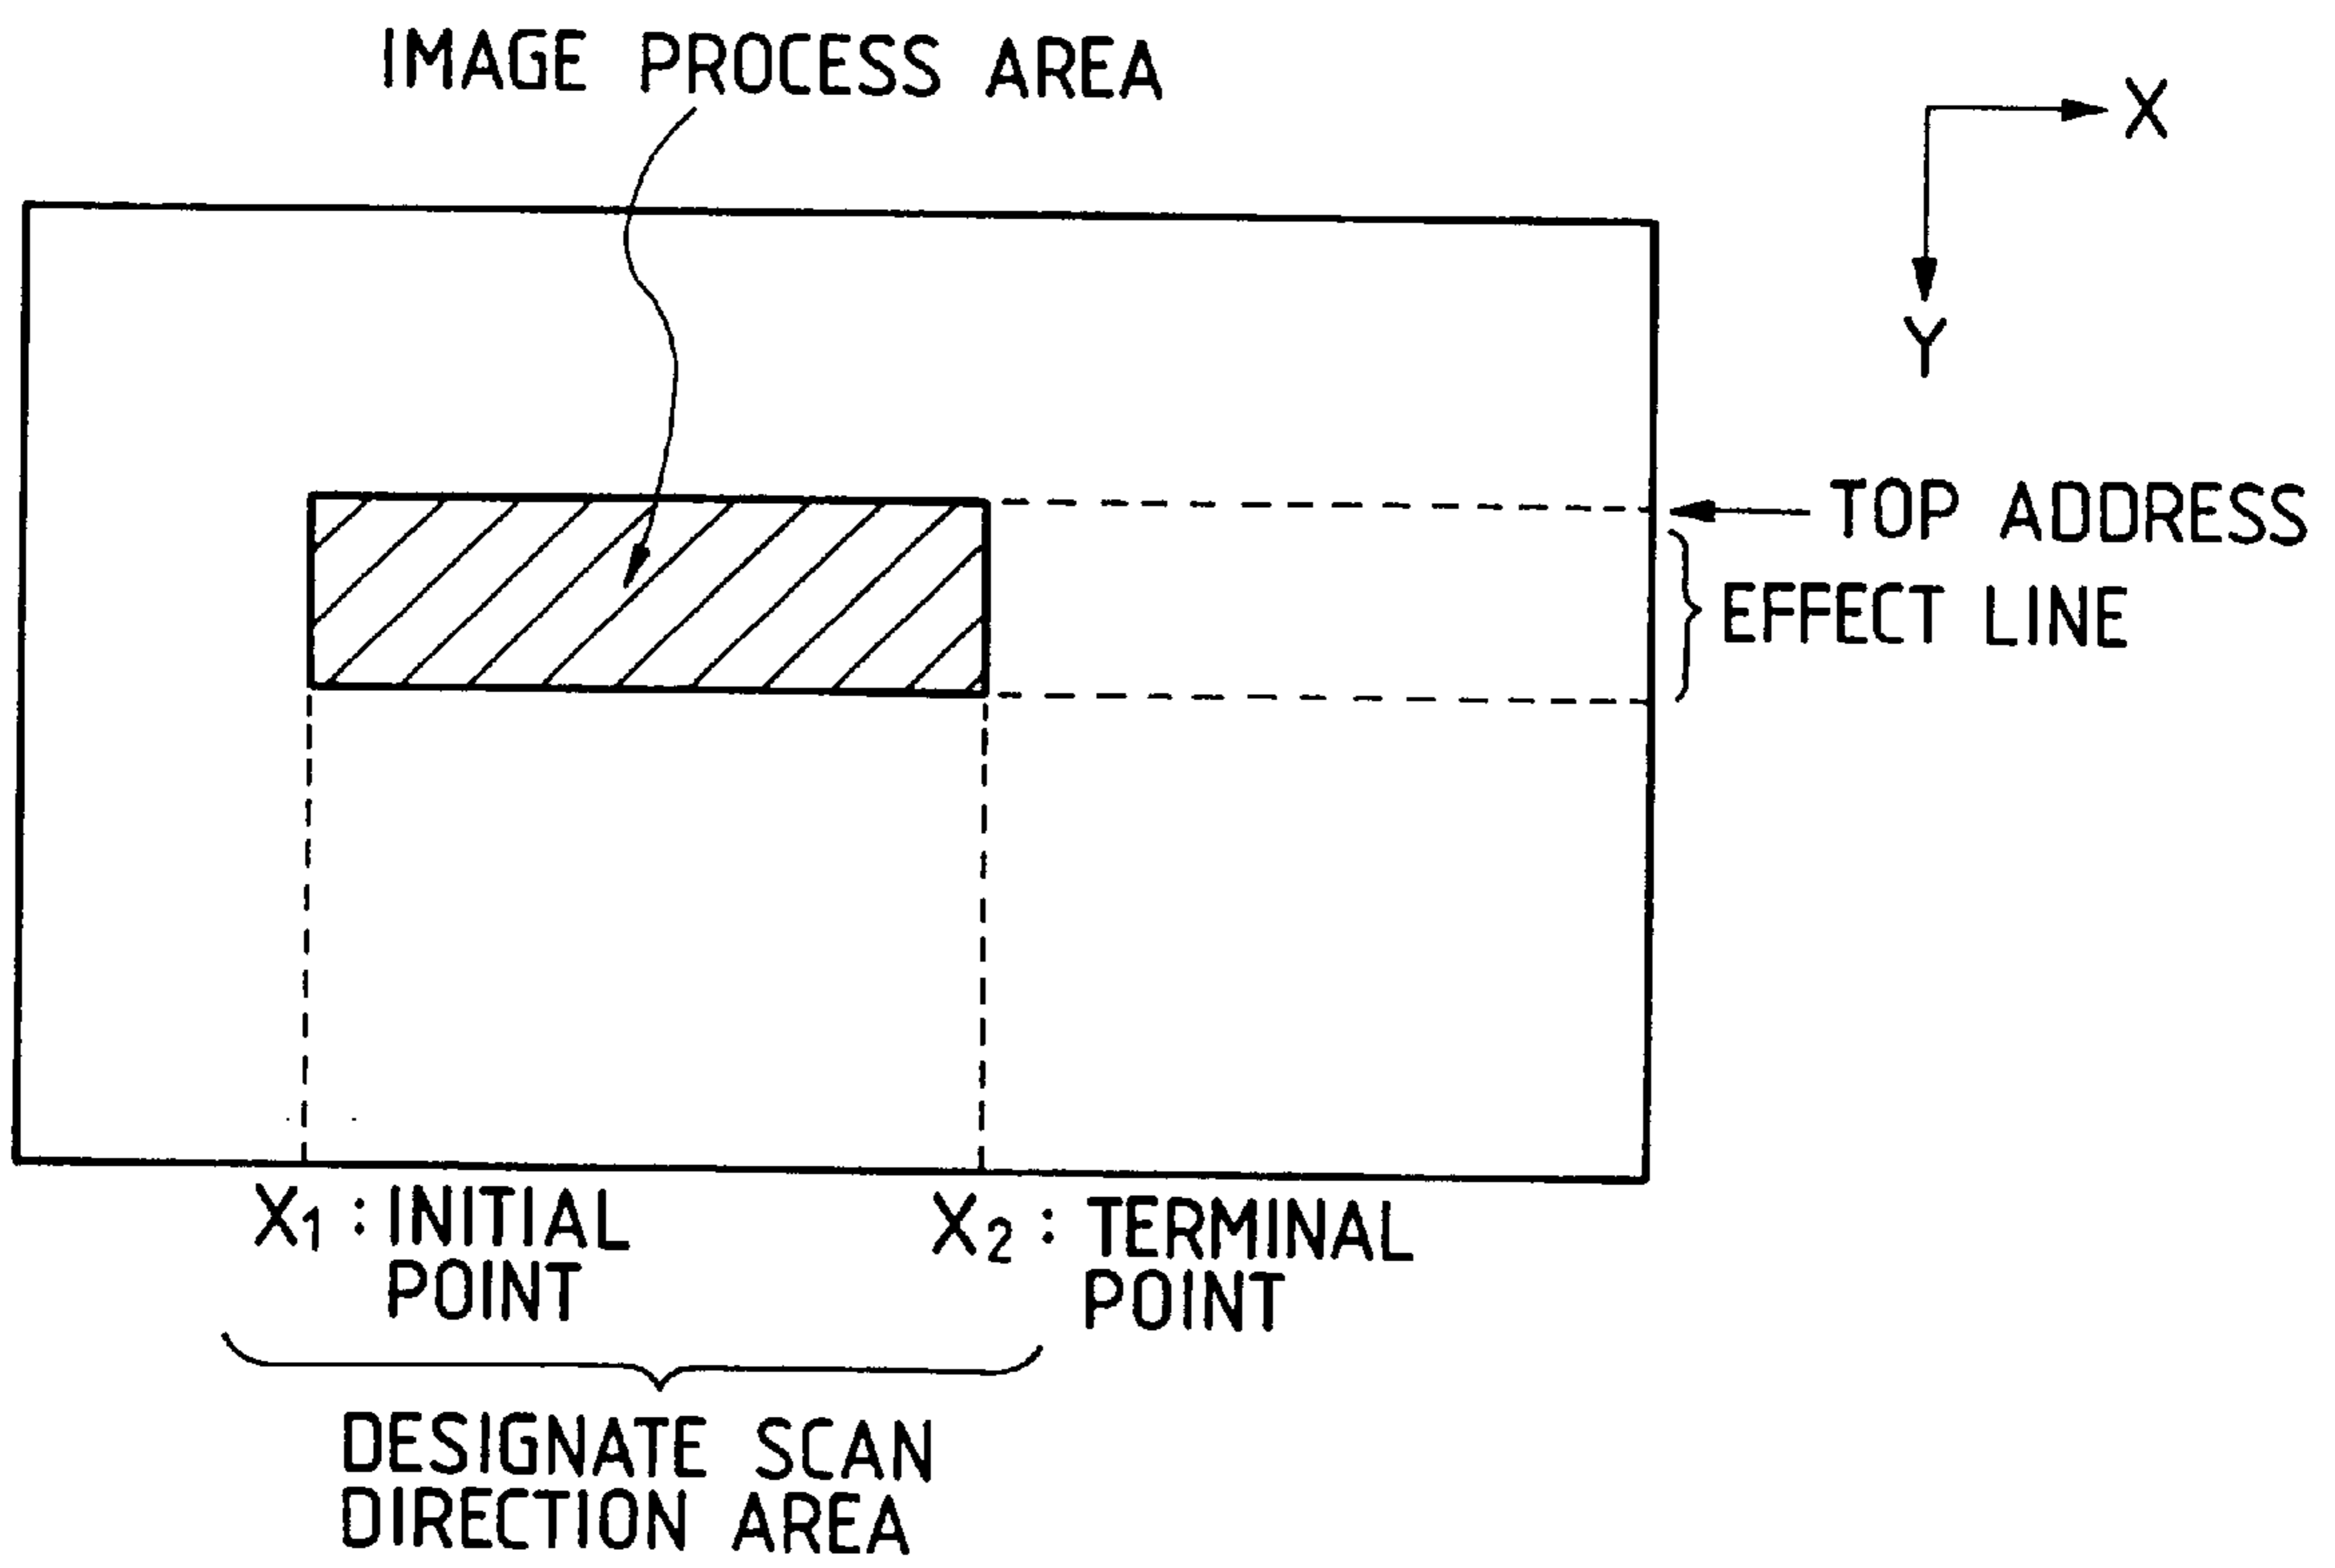 IMAGE PROCESS AREA
X
Y
TOP ADDRESS
EFFECT LINE
X1 : INITIAL
POINT
X2 : TERMINAL
POINT
DESIGNATE SCAN
DIRECTION AREA